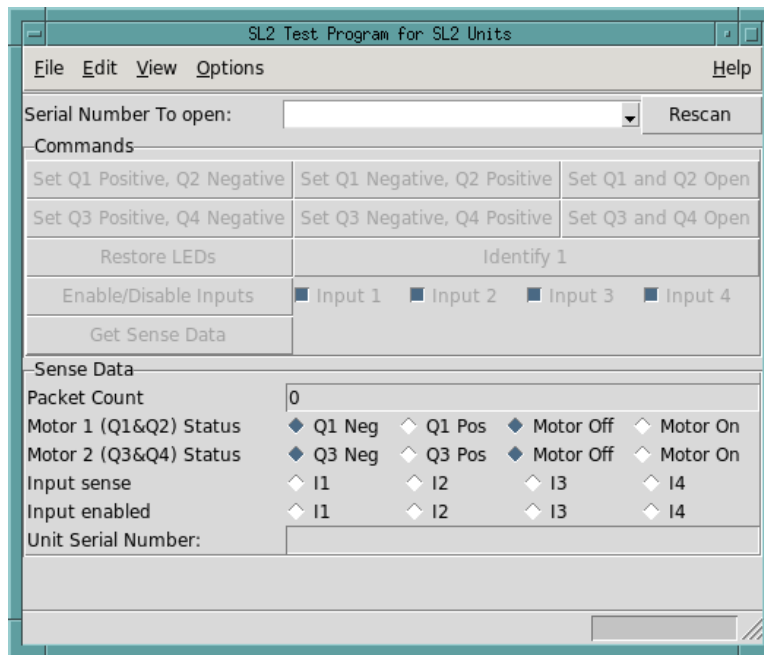 SL2 Test Program for SL2 Units
File Edit View Options Help
Serial Number To open: Rescan
Commands
Set Q1 Positive, Q2 Negative Set Q1 Negative, Q2 Positive Set Q1 and Q2 Open
Set Q3 Positive, Q4 Negative Set Q3 Negative, Q4 Positive Set Q3 and Q4 Open
Restore LEDs Identify 1
Enable/Disable Inputs Input 1 Input 2 Input 3 Input 4
Get Sense Data
Sense Data
Packet Count 0
Motor 1 (Q1&Q2) Status Q1 Neg Q1 Pos Motor Off Motor On
Motor 2 (Q3&Q4) Status Q3 Neg Q3 Pos Motor Off Motor On
Input sense I1 I2 I3 I4
Input enabled I1 I2 I3 I4
Unit Serial Number: